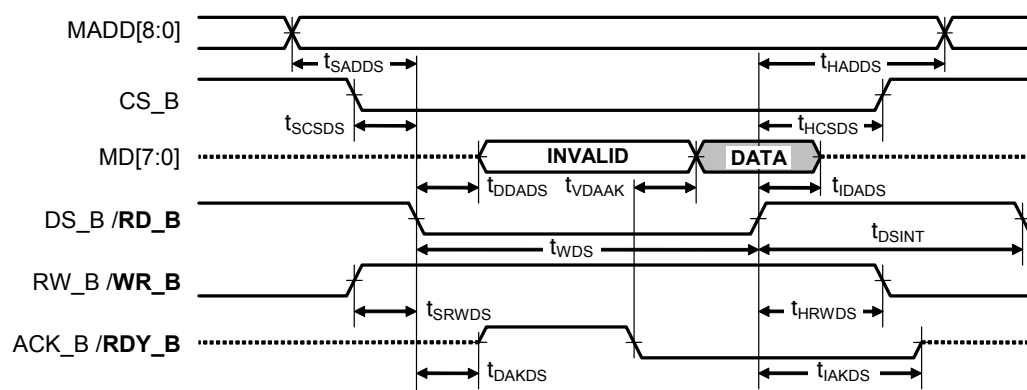 MADD[8:0]
tSADDS tHADDS
CS_B
tSCSDS tHCSDS
MD[7:0] INVALID DATA
tDDADS tVDAAK tIDADS
DS_B /RD_B
tWDS tDSINT
RW_B /WR_B
tSRWDS tHRWDS
ACK_B /RDY_B
tDAKDS tIAKDS